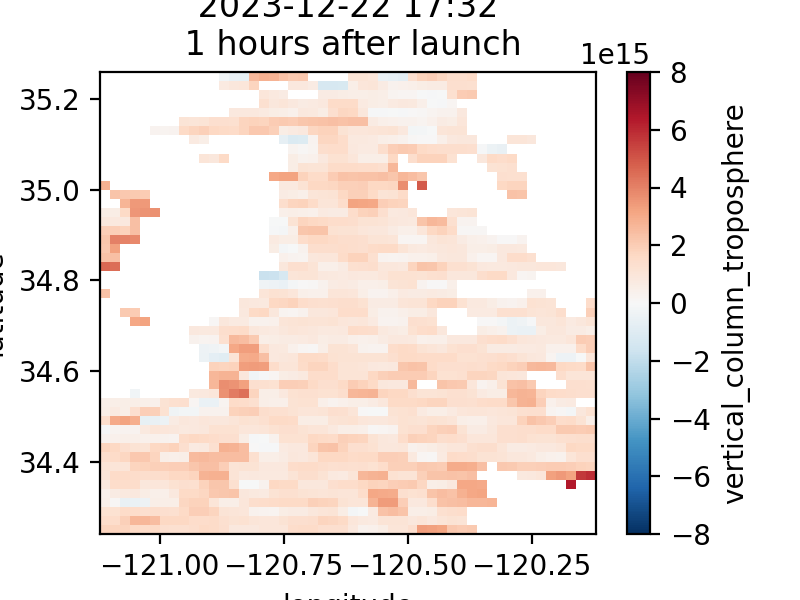 2023-12-22 17:32
1 hours after launch
1e15
35.2
35.0
34.8
34.6
34.4
−121.00 −120.75 −120.50 −120.25
longitude
latitude
8
6
4
2
0
−2
−4
−6
−8
vertical_column_troposphere